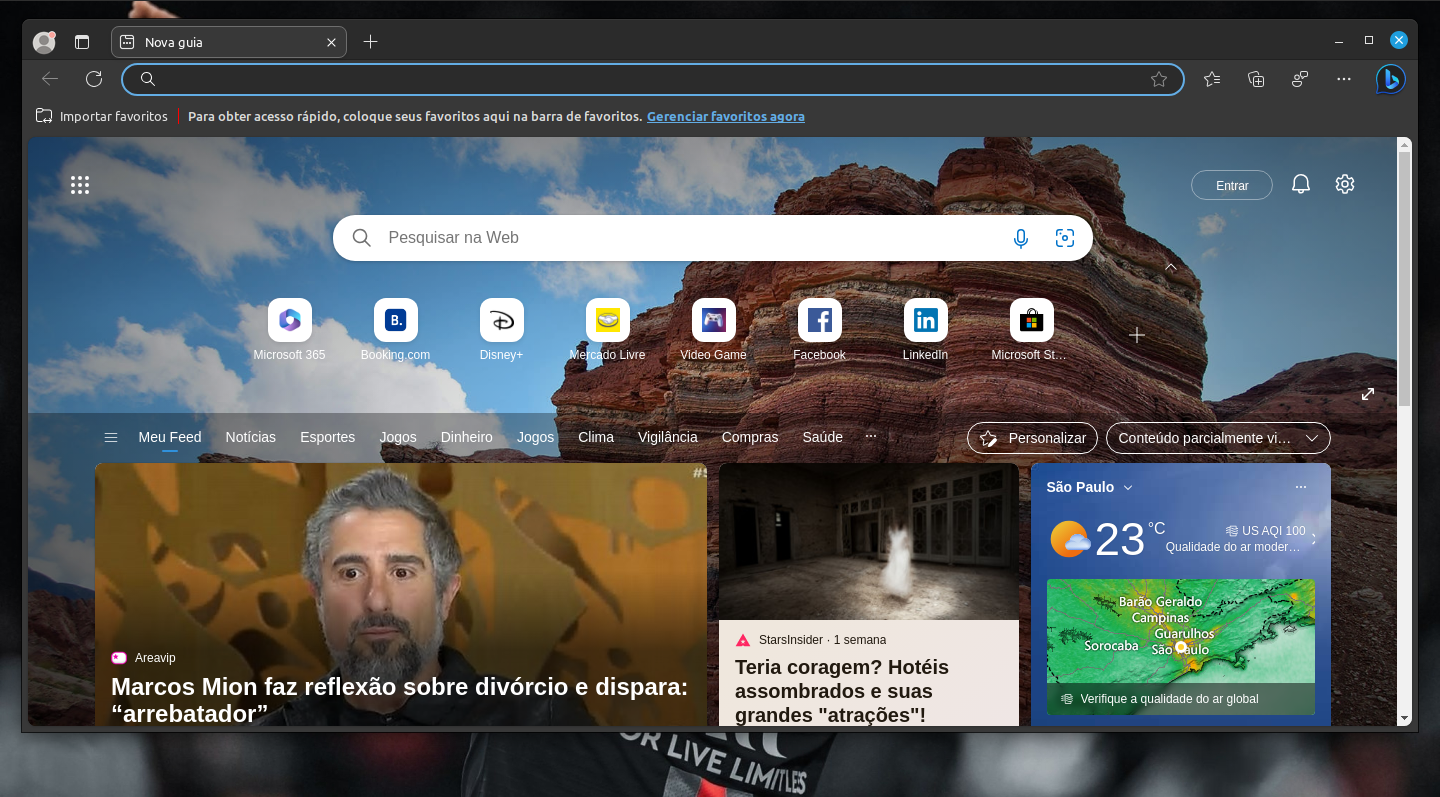 Nova guia
Importar favoritos
Para obter acesso rápido, coloque seus favoritos aqui na barra de favoritos. Gerenciar favoritos agora
Entrar
Pesquisar na Web
Microsoft 365
B. Booking.com
Disney+
Mercado Livre
Video Game
Facebook
in LinkedIn
Microsoft St...
Meu Feed Notícias Esportes Jogos Dinheiro Jogos Clima Vigilância Compras Saúde ...
Personalizar
Conteúdo parcialmente vi...
Areavip
Marcos Mion faz reflexão sobre divórcio e dispara:
“arrebatador”
StarsInsider · 1 semana
Teria coragem? Hotéis
assombrados e suas
grandes "atrações"!
São Paulo
23 °C
US AQI 100
Qualidade do ar moder...
Barão Geraldo
Campinas
Guarulhos
Sorocaba
São Paulo
Verifique a qualidade do ar global
OR LIVE LIMITLES